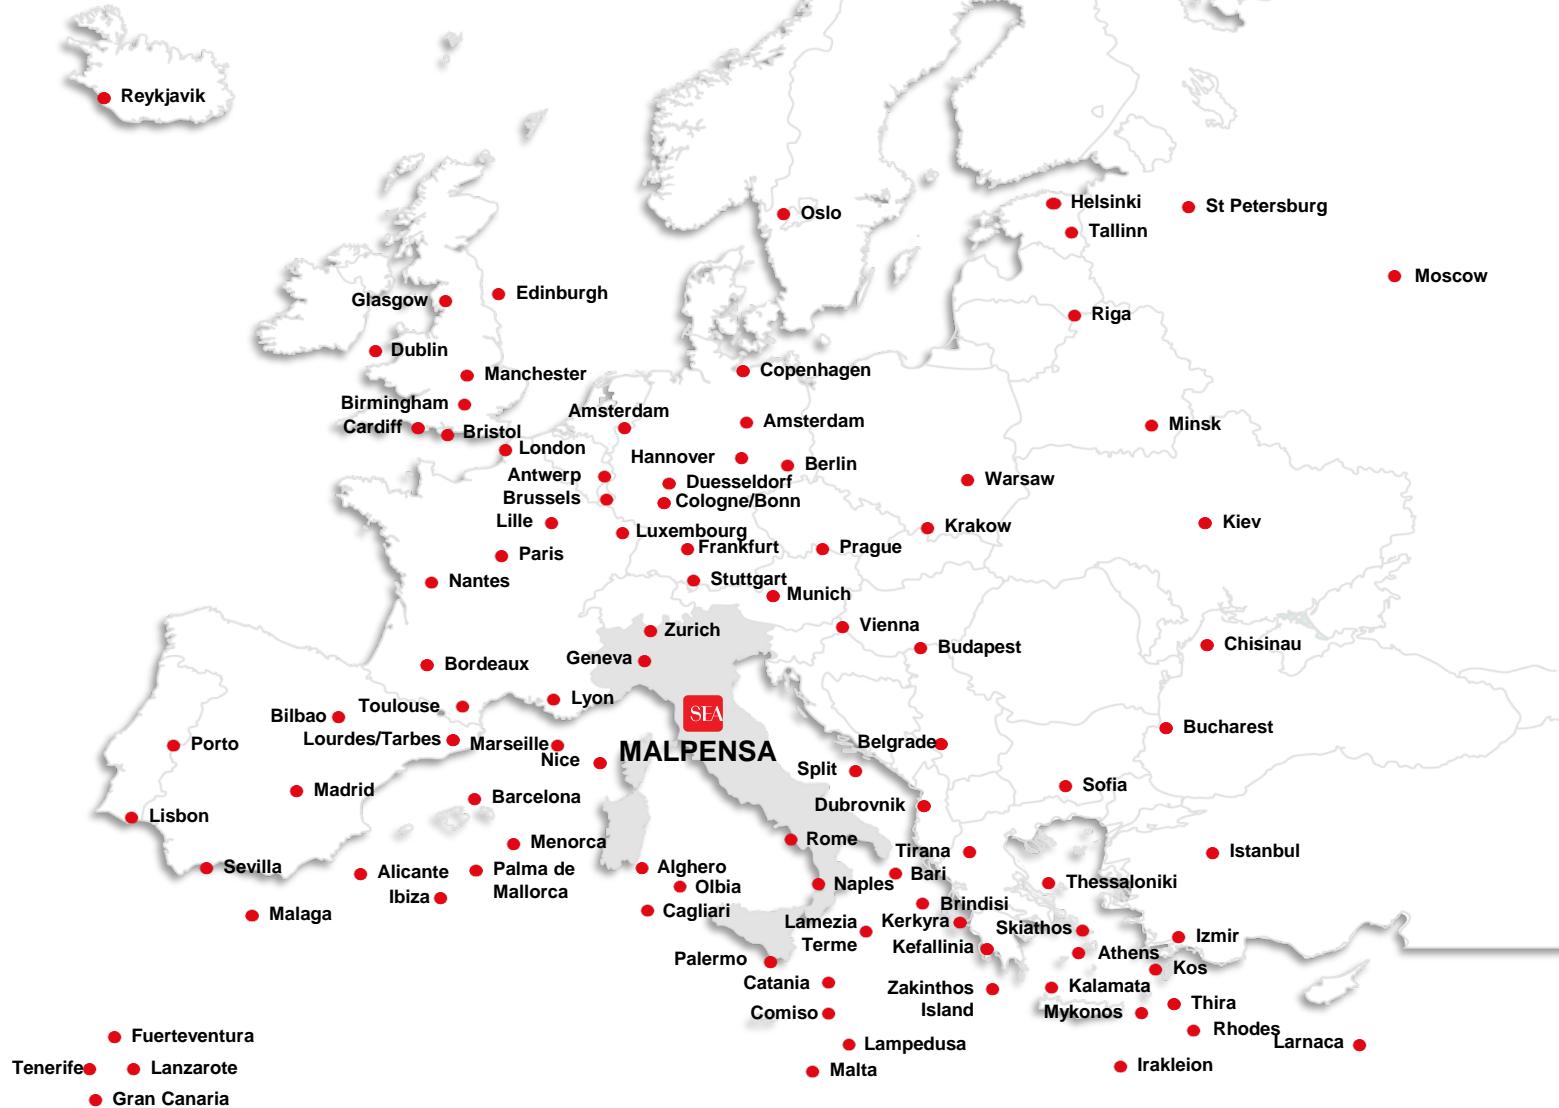 Reykjavik
Helsinki
St Petersburg
Oslo
Tallinn
Moscow
Edinburgh
Glasgow
Riga
Dublin
Manchester
Copenhagen
Birmingham
Amsterdam
Amsterdam
Minsk
Cardiff
Bristol
London
Hannover
Berlin
Antwerp
Duesseldorf
Warsaw
Brussels
Cologne/Bonn
Lille
Krakow
Kiev
Luxembourg
Paris
Frankfurt
Prague
Nantes
Stuttgart
Munich
Zurich
Vienna
Budapest
Chisinau
Geneva
Bordeaux
Lyon
Toulouse
Bilbao
SEA
Lourdes/Tarbes
Marseille
Porto
MALPENSA
Belgrade
Bucharest
Nice
Split
Madrid
Barcelona
Sofia
Lisbon
Dubrovnik
Menorca
Rome
Tirana
Istanbul
Sevilla
Alicante
Palma de
Mallorca
Alghero
Bari
Thessaloniki
Ibiza
Olbia
Naples
Malaga
Cagliari
Brindisi
Lamezia
Terme
Kerkyra
Skiathos
Izmir
Kefallinia
Athens
Palermo
Kos
Catania
Zakinthos
Island
Kalamata
Comiso
Mykonos
Thira
Rhodes
Fuerteventura
Lampedusa
Larnaca
Tenerife
Lanzarote
Malta
Irakleion
Gran Canaria